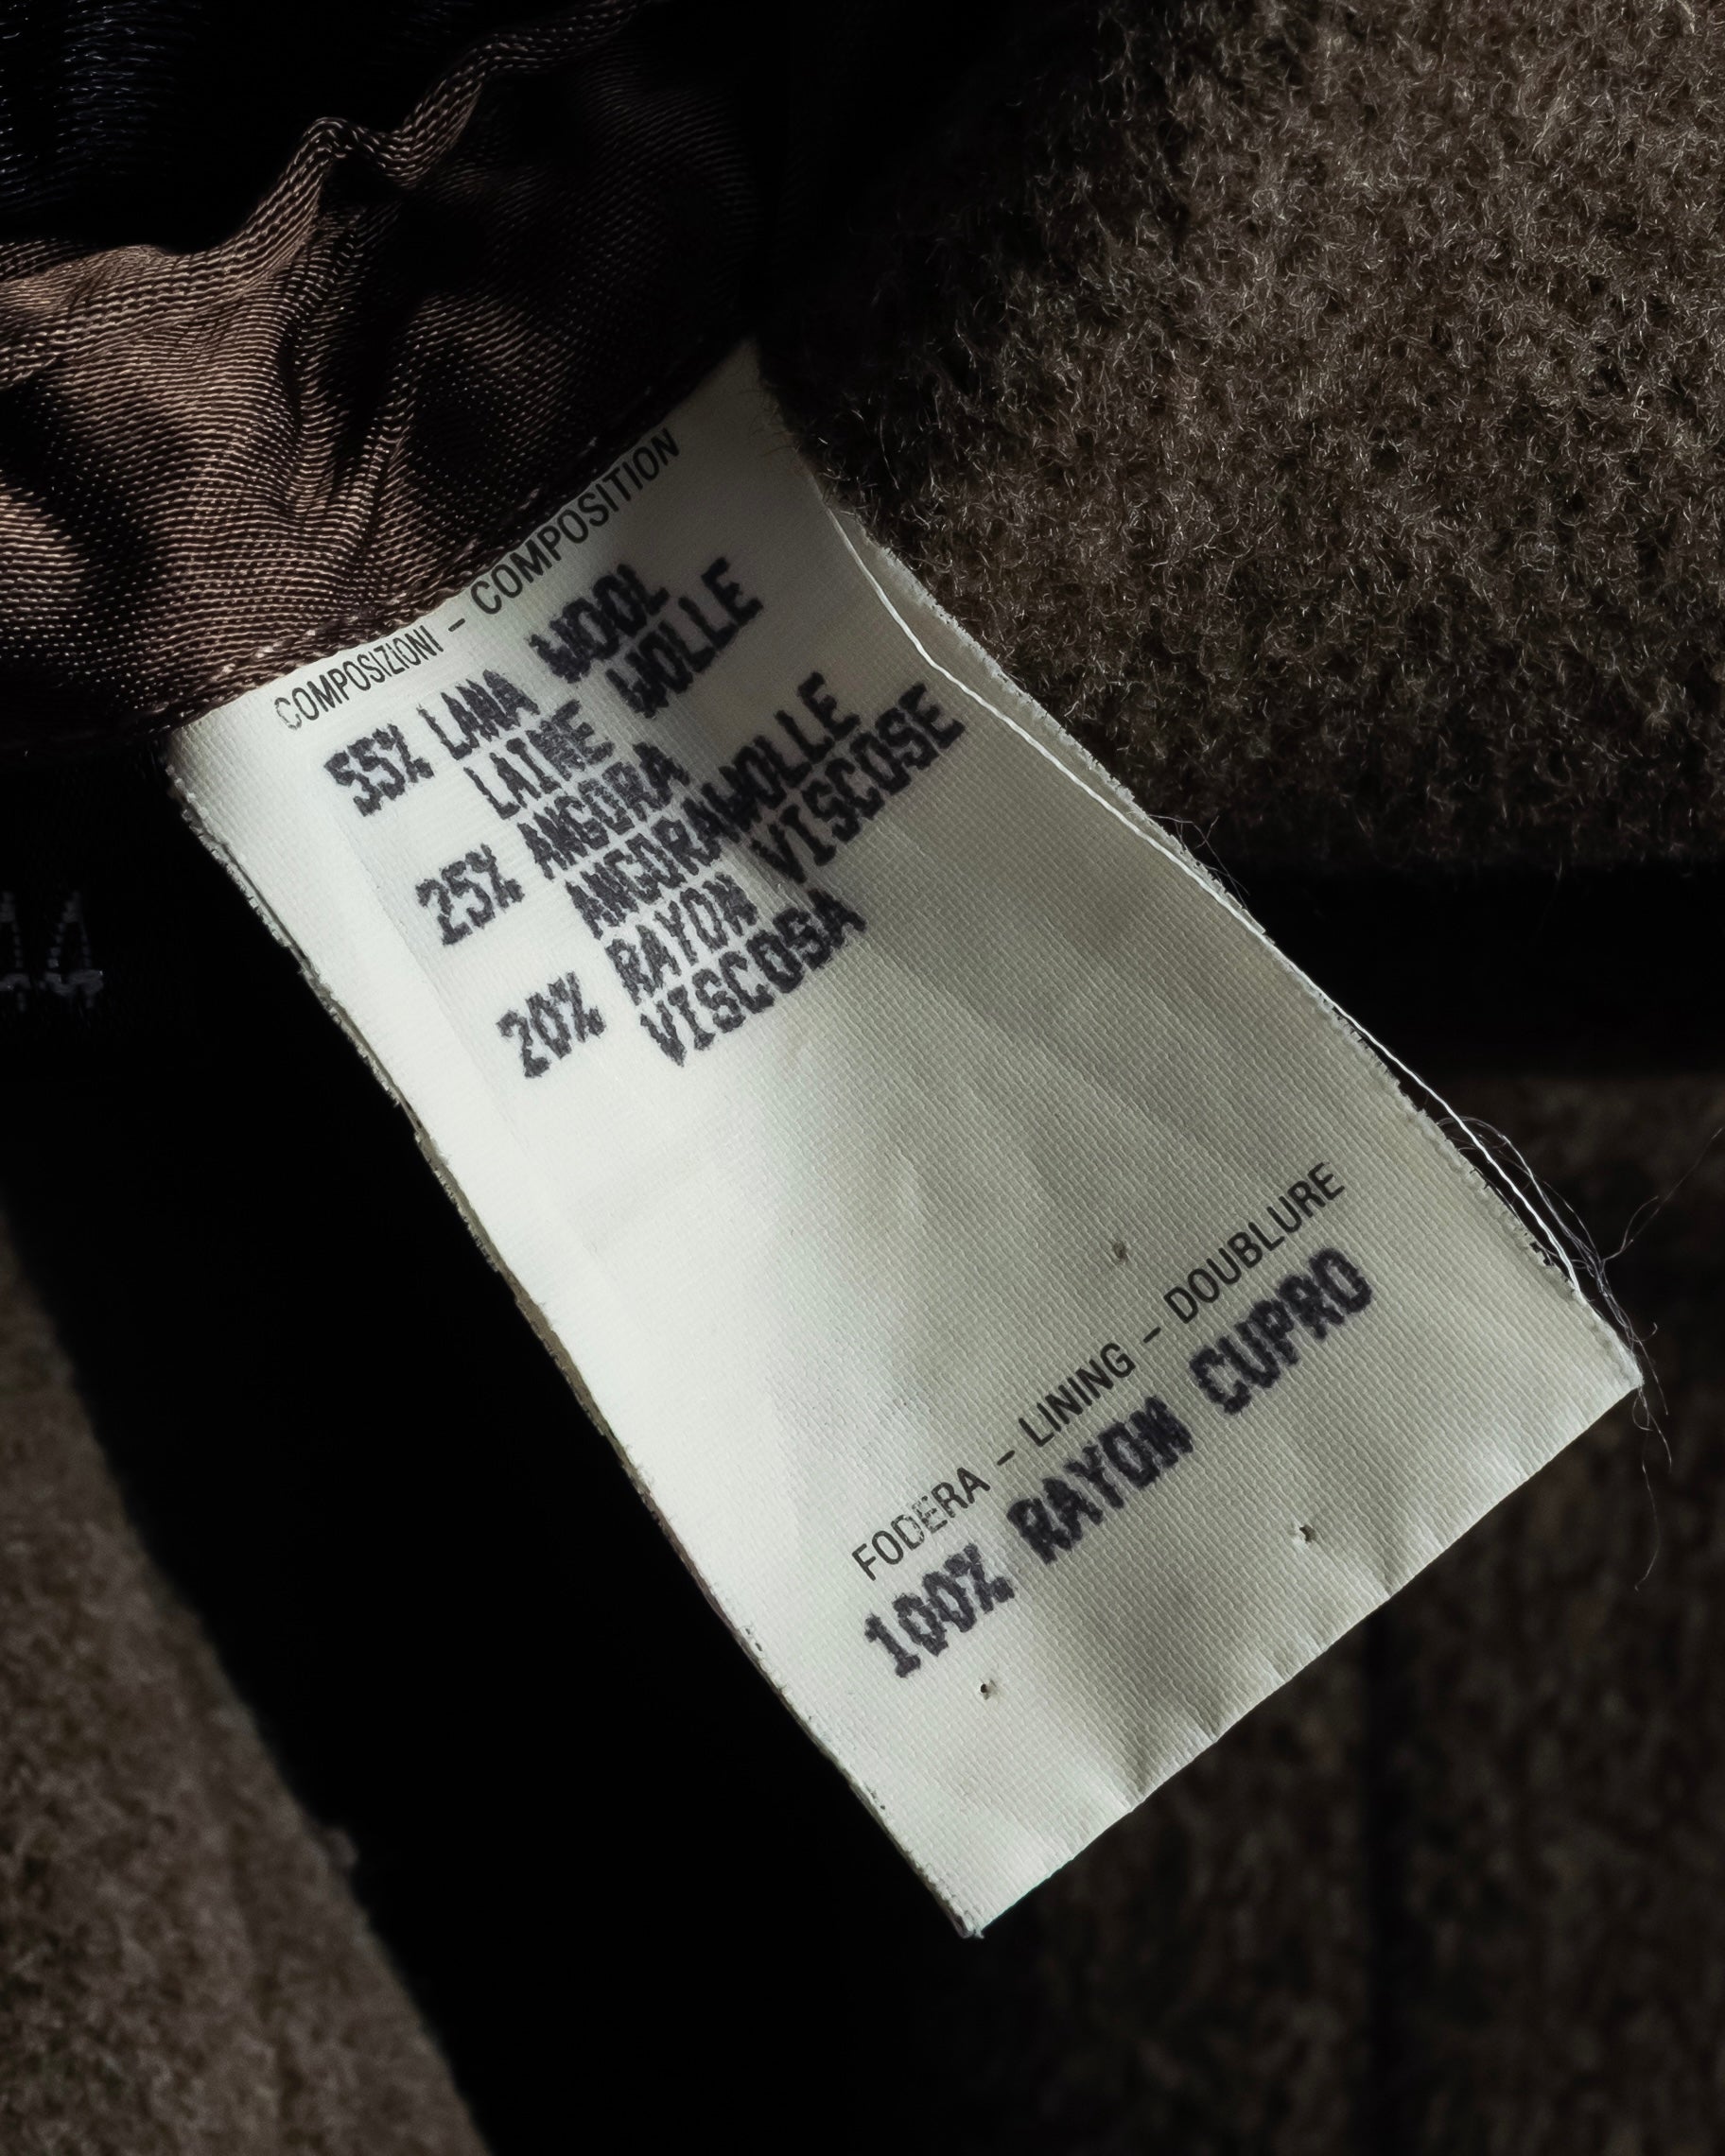 COMPOSIZIONI - COMPOSITION
55% LANA WOOL
LAINE WOLLE
25% ANGORA
ANGORAWOLLE
20% RAYON VISCOSE
VISCOSA
FODERA - LINING - DOUBLURE
100% RAYON CUPRO